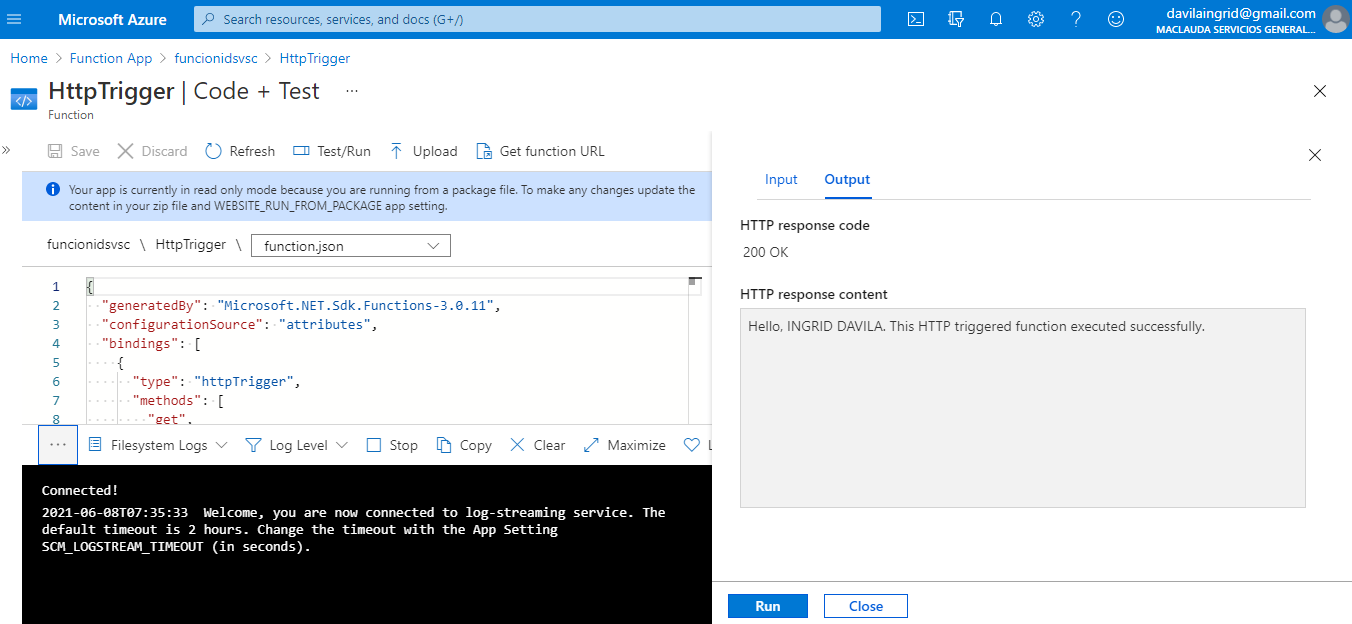 Microsoft Azure
Search resources, services, and docs (G+/)
davilaingrid@gmail.com
MACLAUDA SERVICIOS GENERAL...
Home > Function App > funcionidsvsc > HttpTrigger
HttpTrigger | Code + Test ...
Function
Save Discard Refresh Test/Run Upload Get function URL
Your app is currently in read only mode because you are running from a package file. To make any changes update the
content in your zip file and WEBSITE_RUN_FROM_PACKAGE app setting.
funcionidsvsc \ HttpTrigger \ function.json
1 {
2 "generatedBy": "Microsoft.NET.Sdk.Functions-3.0.11",
3 "configurationSource": "attributes",
4 "bindings": [
5 {
6 "type": "httpTrigger",
7 "methods": [
8 "get",
... Filesystem Logs Log Level Stop Copy Clear Maximize L
Connected!
2021-06-08T07:35:33 Welcome, you are now connected to log-streaming service. The
default timeout is 2 hours. Change the timeout with the App Setting
SCM_LOGSTREAM_TIMEOUT (in seconds).
Input Output
HTTP response code
200 OK
HTTP response content
Hello, INGRID DAVILA. This HTTP triggered function executed successfully.
Run Close